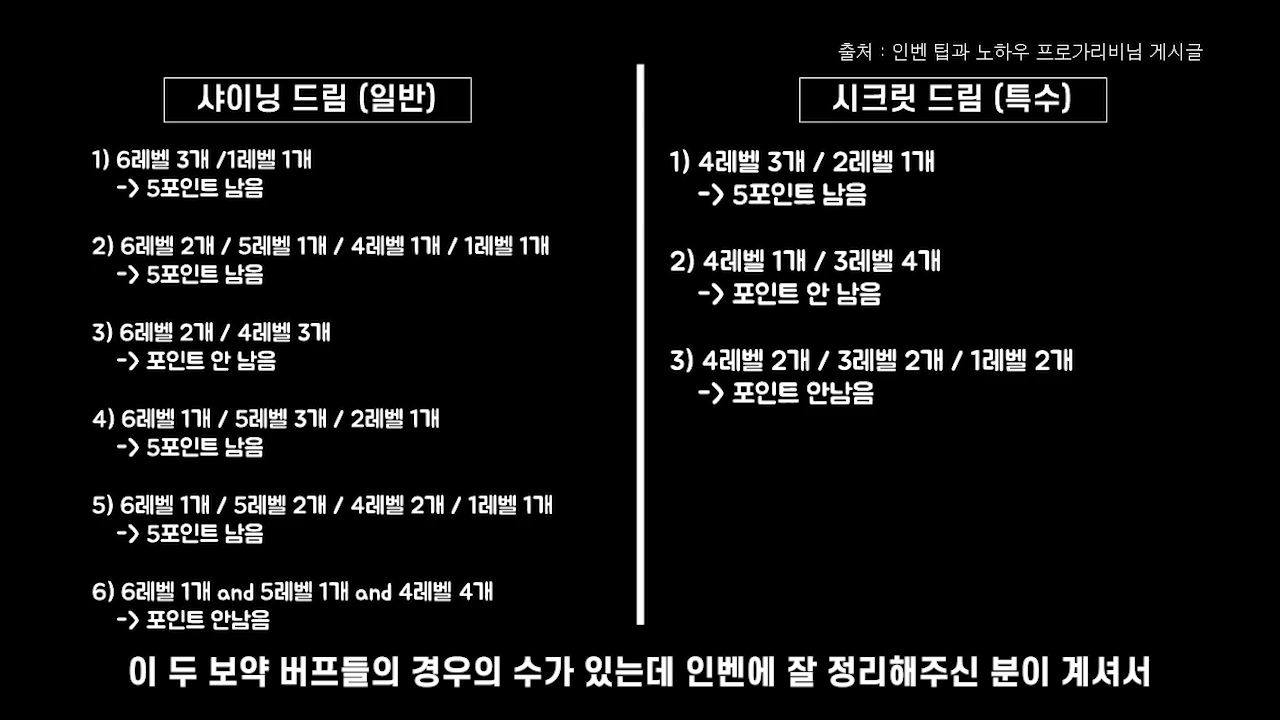 출처 : 인벤 팁과 노하우 프로가리비님 게시글
샤이닝 드림 (일반)
1) 6레벨 3개 /1레벨 1개
-> 5포인트 남음
2) 6레벨 2개 / 5레벨 1개 / 4레벨 1개 / 1레벨 1개
-> 5포인트 남음
3) 6레벨 2개 / 4레벨 3개
-> 포인트 안 남음
4) 6레벨 1개 / 5레벨 3개 / 2레벨 1개
-> 5포인트 남음
5) 6레벨 1개 / 5레벨 2개 / 4레벨 2개 / 1레벨 1개
-> 5포인트 남음
6) 6레벨 1개 and 5레벨 1개 and 4레벨 4개
-> 포인트 안남음
시크릿 드림 (특수)
1) 4레벨 3개 / 2레벨 1개
-> 5포인트 남음
2) 4레벨 1개 / 3레벨 4개
-> 포인트 안 남음
3) 4레벨 2개 / 3레벨 2개 / 1레벨 2개
-> 포인트 안남음
이 두 보약 버프들의 경우의 수가 있는데 인벤에 잘 정리해주신 분이 계셔서